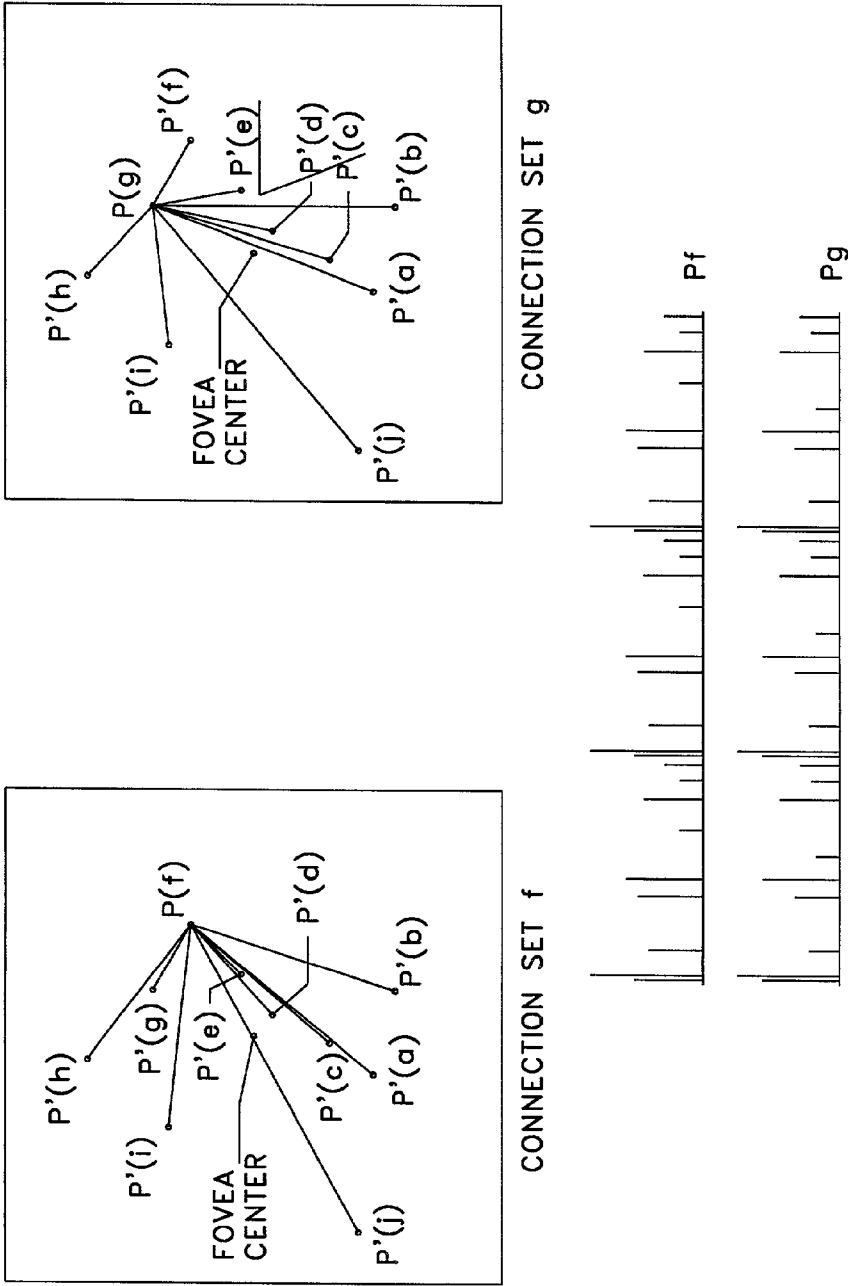 P'(h)
P'(g)
P(f)
P'(i)
P'(e)
P'(d)
FOVEA
CENTER
P'(c)
P'(b)
P'(j)
P'(a)
CONNECTION SET f
P'(h)
P(g)
P'(f)
P'(i)
P'(e)
FOVEA
CENTER
P'(d)
P'(c)
P'(j)
P'(a)
P'(b)
CONNECTION SET g
Pf
Pg